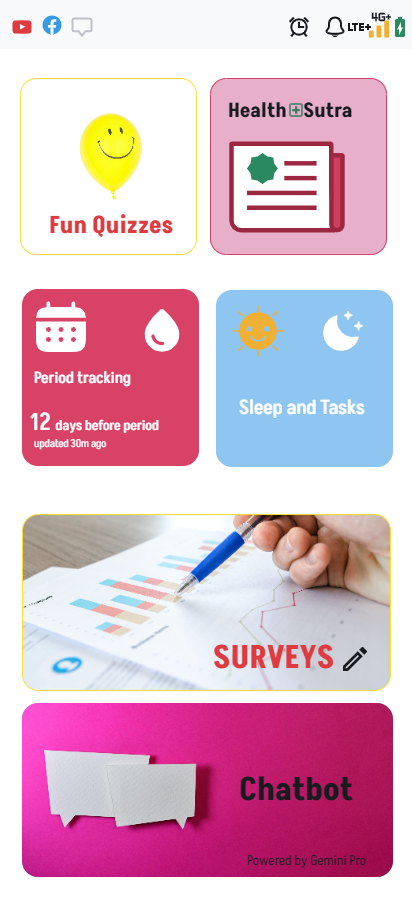 4G+
LTE+
Health Sutra
Fun Quizzes
Period tracking
12 days before period
updated 30m ago
Sleep and Tasks
SURVEYS
Chatbot
Powered by Gemini Pro